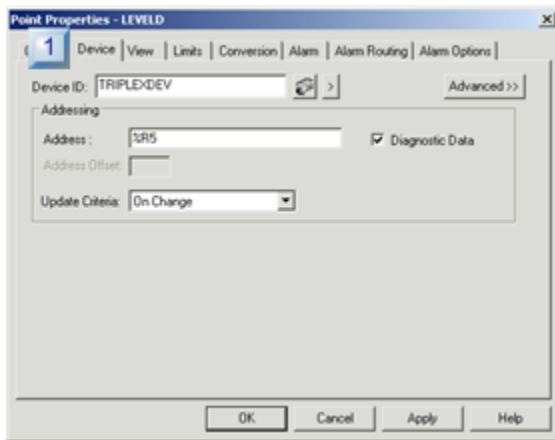 Point Properties - LEVELD
1 Device View Limits Conversion Alarm Alarm Routing Alarm Options
Device ID: TRIPLEXDEV > Advanced >>
Addressing
Address : %R5 Diagnostic Data
Address Offset:
Update Criteria: On Change
OK Cancel Apply Help